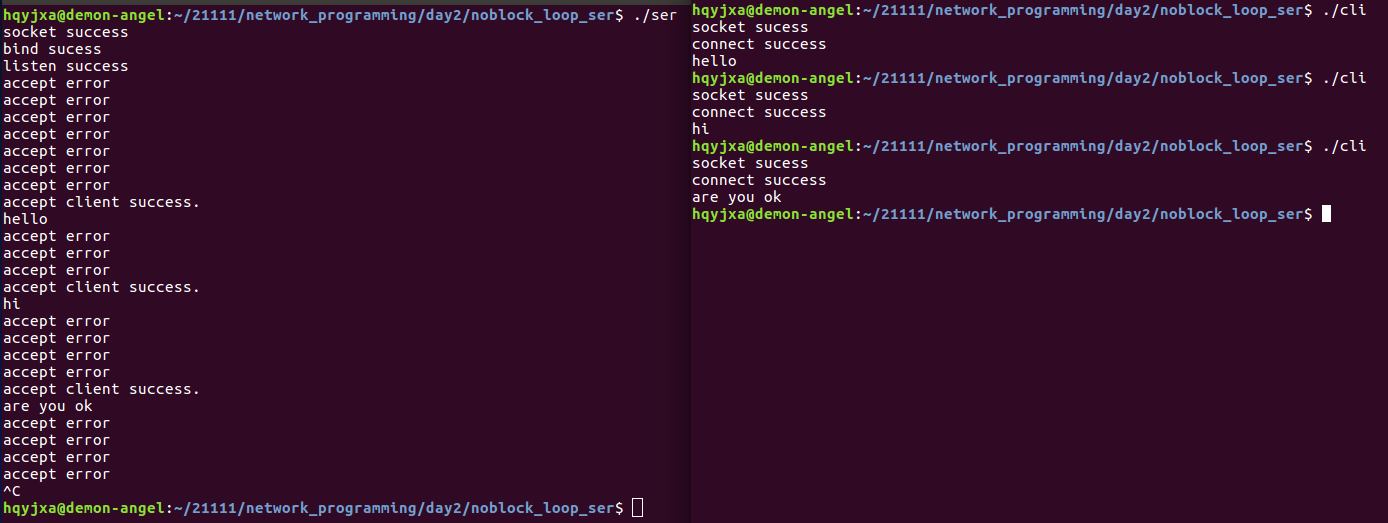 hqyjxa@demon-angel:~/21111/network_programming/day2/noblock_loop_ser$ ./ser
socket success
bind sucess
listen success
accept error
accept error
accept error
accept error
accept error
accept error
accept error
accept client success.
hello
accept error
accept error
accept error
accept client success.
hi
accept error
accept error
accept error
accept error
accept client success.
are you ok
accept error
accept error
accept error
accept error
^C
hqyjxa@demon-angel:~/21111/network_programming/day2/noblock_loop_ser$
hqyjxa@demon-angel:~/21111/network_programming/day2/noblock_loop_ser$ ./cli
socket sucess
connect success
hello
hqyjxa@demon-angel:~/21111/network_programming/day2/noblock_loop_ser$ ./cli
socket sucess
connect success
hi
hqyjxa@demon-angel:~/21111/network_programming/day2/noblock_loop_ser$ ./cli
socket sucess
connect success
are you ok
hqyjxa@demon-angel:~/21111/network_programming/day2/noblock_loop_ser$